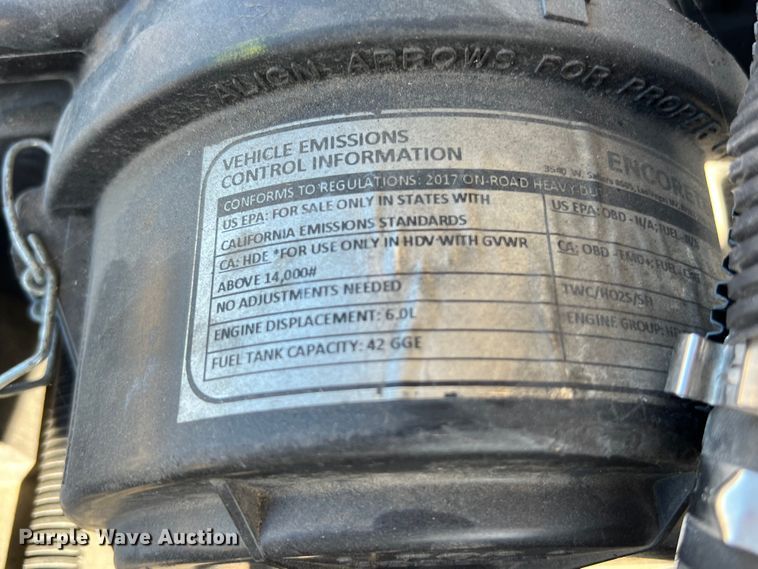 ALIGN ARROWS FOR PROPER
VEHICLE EMISSIONS
CONTROL INFORMATION
CONFORMS TO REGULATIONS: 2017 ON-ROAD HEAVY
US EPA: FOR SALE ONLY IN STATES WITH
CALIFORNIA EMISSIONS STANDARDS
CA: HDE *FOR USE ONLY IN HDV WITH GVWR
ABOVE 14,000#
NO ADJUSTMENTS NEEDED
ENGINE DISPLACEMENT: 6.0L
FUEL TANK CAPACITY: 42 GGE
US EPA: OBD - N/A; FUEL -
CA: OBD - EMD+; FUEL -
TWC/HO2S/SFI
ENGINE GROUP:
Purple Wave Auction